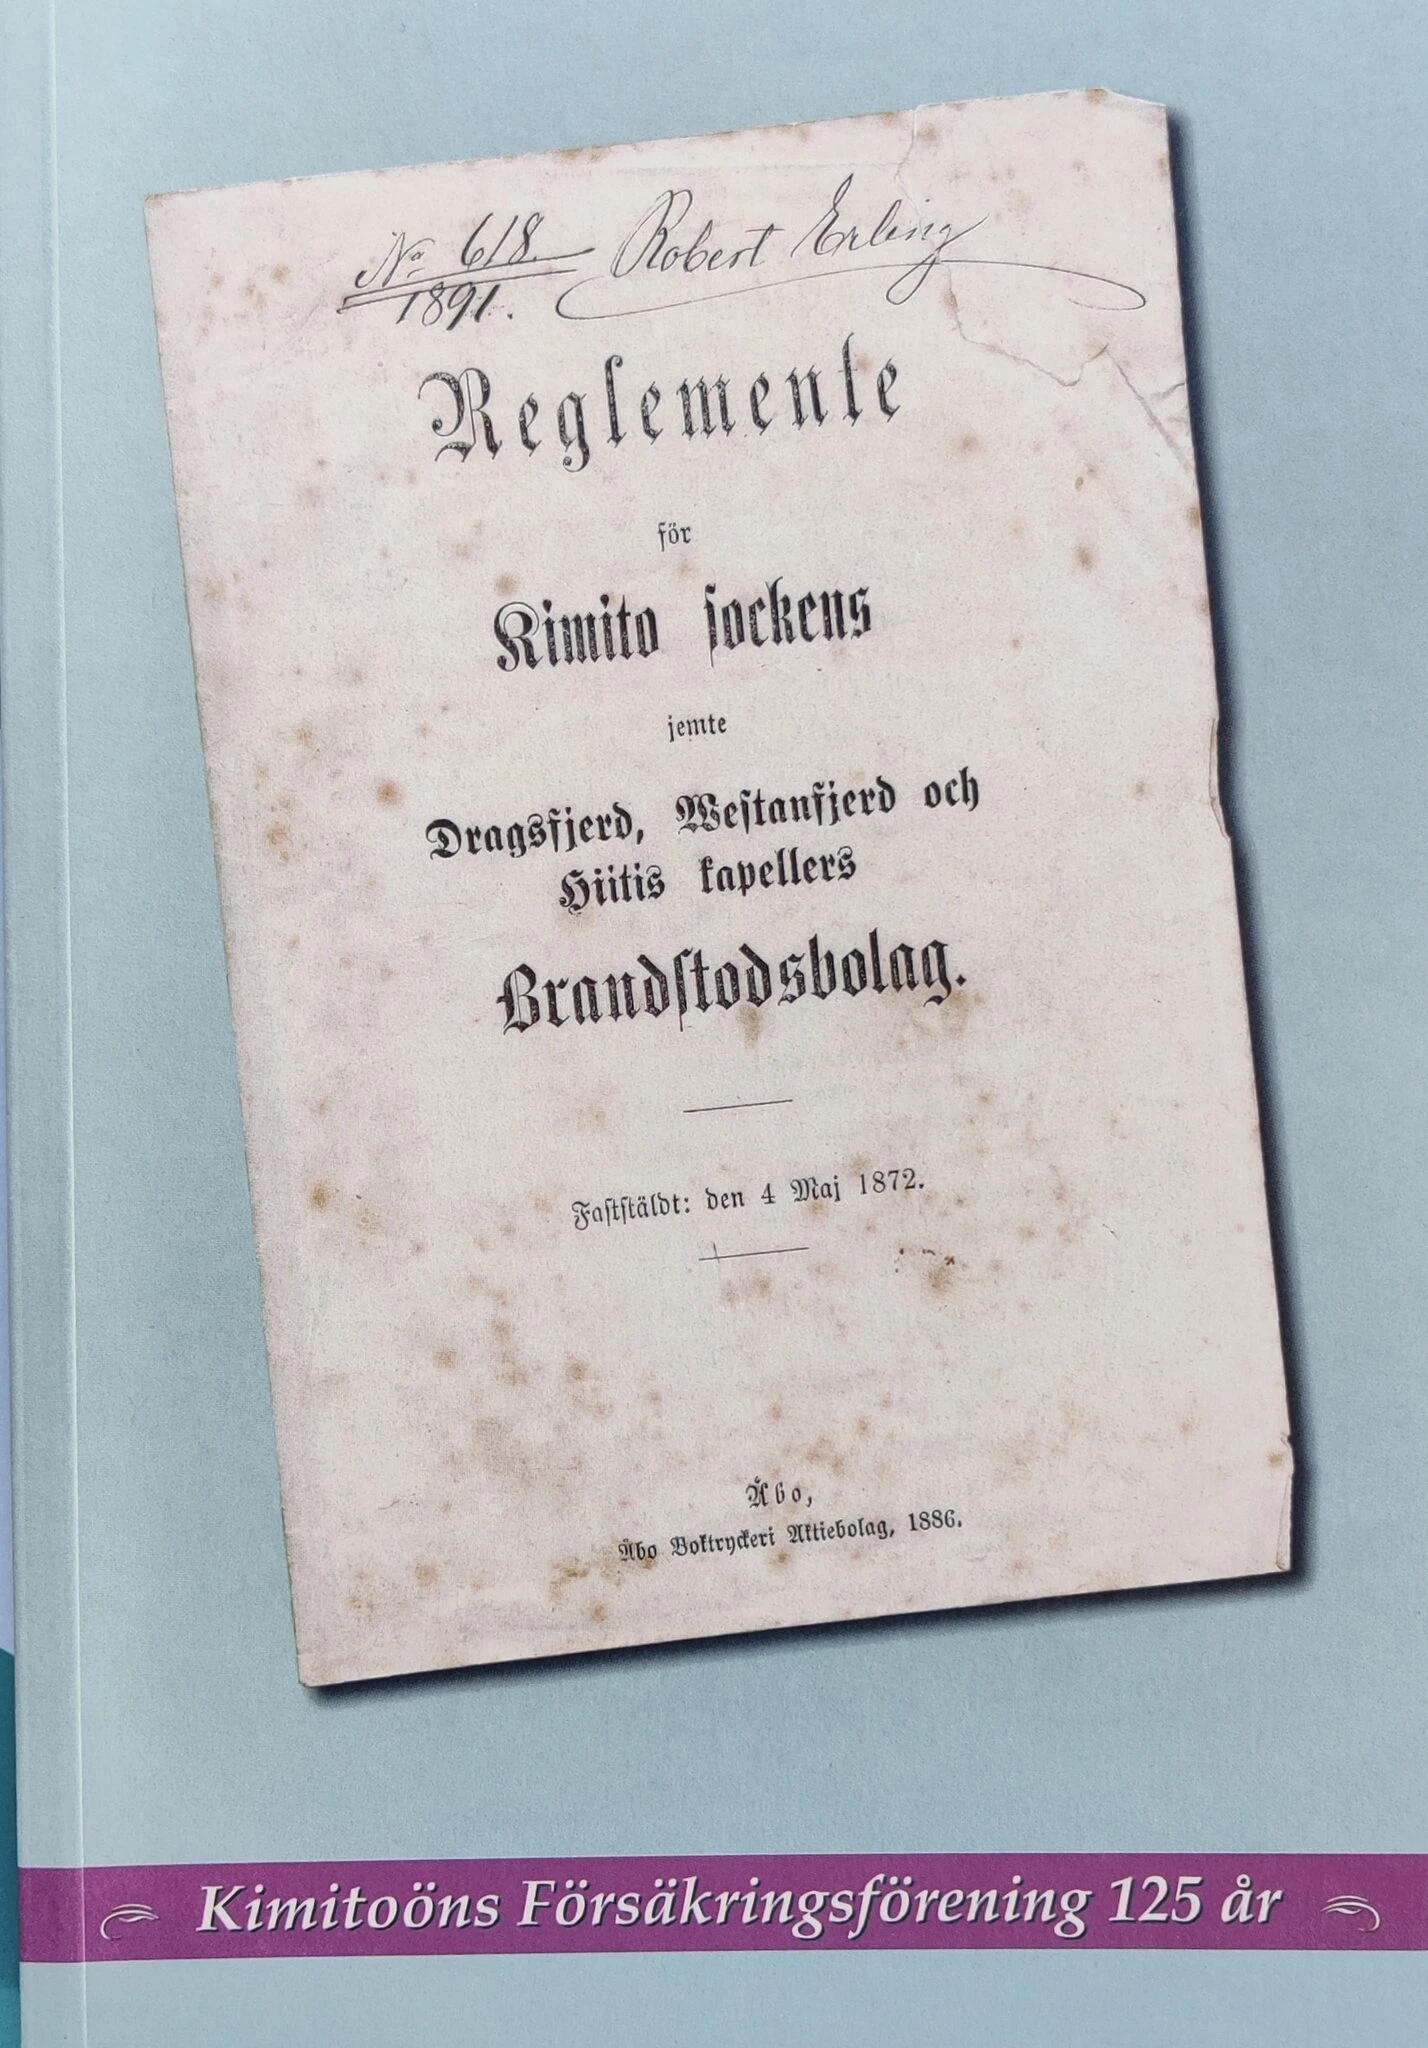 No 618. Robert Erling
1891.
Reglemente
för
Kimito sockens
jemte
Dragsfjerd, Westanfjerd och
Hiitis kapellers
Brandstodsbolag.
Faststäldt: den 4 Maj 1872.
Åbo,
Åbo Boktryckeri Aktiebolag, 1886.
Kimitoöns Försäkringsförening 125 år